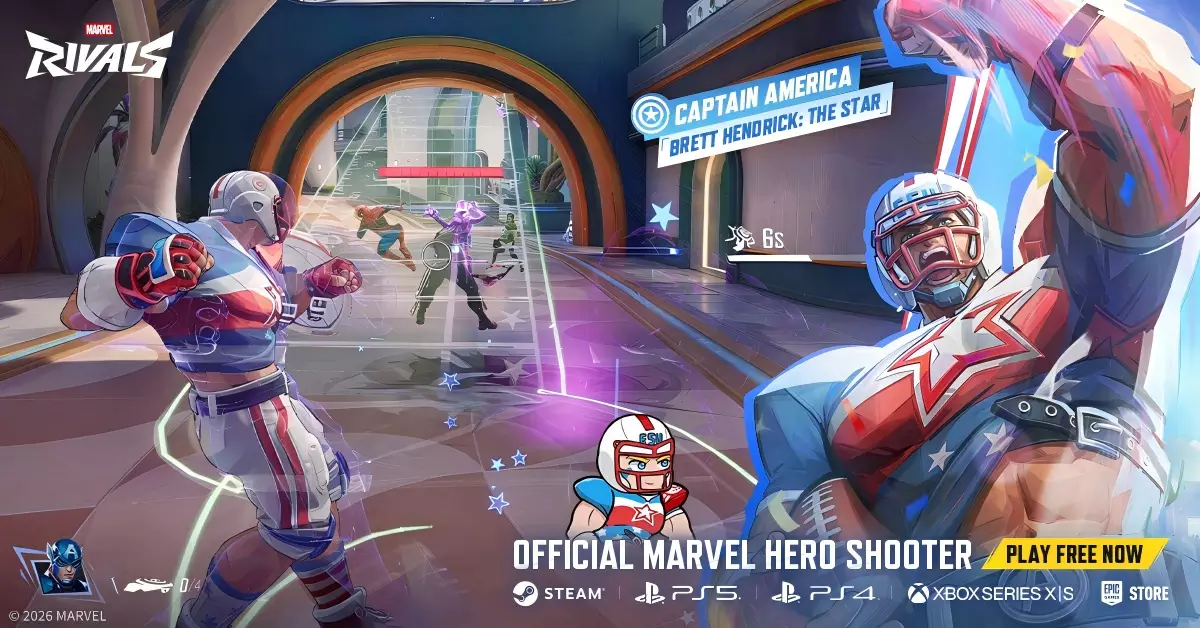 MARVEL
RIVALS
CAPTAIN AMERICA
「BRETT HENDRICK: THE STAR」
6s
ESU
ESU
OFFICIAL MARVEL HERO SHOOTER
PLAY FREE NOW
0/4
STEAM
PS5
PS4
XBOX SERIES X|S
EPIC GAMES
STORE
© 2026 MARVEL